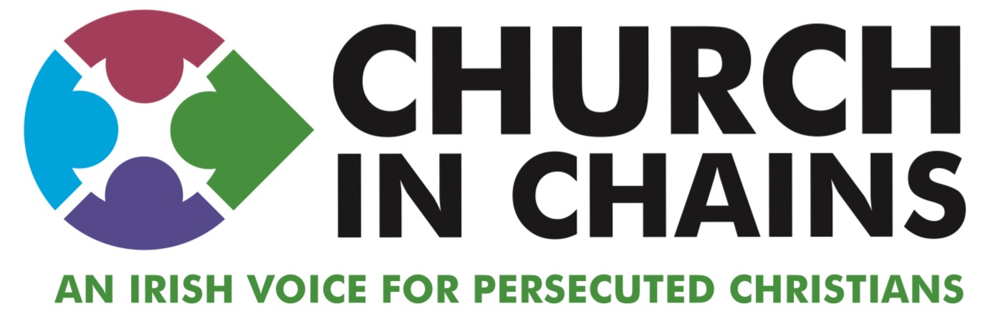 CHURCH
IN CHAINS
AN IRISH VOICE FOR PERSECUTED CHRISTIANS